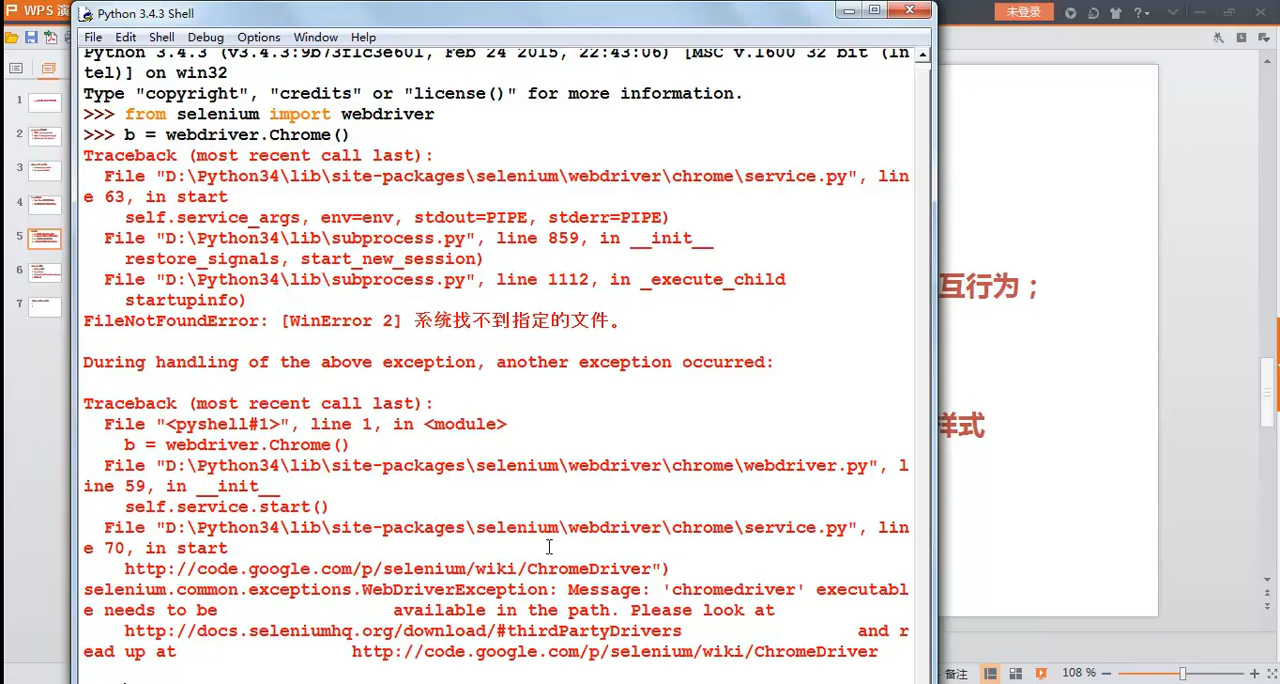 WPS 演
Python 3.4.3 Shell
未登录
File Edit Shell Debug Options Window Help
Python 3.4.3 (v3.4.3:9b73f1c3e601, Feb 24 2015, 22:43:06) [MSC v.1600 32 bit (In
tel)] on win32
Type "copyright", "credits" or "license()" for more information.
>>> from selenium import webdriver
>>> b = webdriver.Chrome()
Traceback (most recent call last):
File "D:\Python34\lib\site-packages\selenium\webdriver\chrome\service.py", lin
e 63, in start
self.service_args, env=env, stdout=PIPE, stderr=PIPE)
File "D:\Python34\lib\subprocess.py", line 859, in __init__
restore_signals, start_new_session)
File "D:\Python34\lib\subprocess.py", line 1112, in _execute_child
startupinfo)
FileNotFoundError: [WinError 2] 系统找不到指定的文件。
During handling of the above exception, another exception occurred:
Traceback (most recent call last):
File "<pyshell#1>", line 1, in <module>
b = webdriver.Chrome()
File "D:\Python34\lib\site-packages\selenium\webdriver\chrome\webdriver.py", l
ine 59, in __init__
self.service.start()
File "D:\Python34\lib\site-packages\selenium\webdriver\chrome\service.py", lin
e 70, in start
http://code.google.com/p/selenium/wiki/ChromeDriver")
selenium.common.exceptions.WebDriverException: Message: 'chromedriver' executabl
e needs to be available in the path. Please look at
http://docs.seleniumhq.org/download/#thirdPartyDrivers and r
ead up at http://code.google.com/p/selenium/wiki/ChromeDriver
1
2
3
4
5
6
7
互行为；
样式
备注
108 %